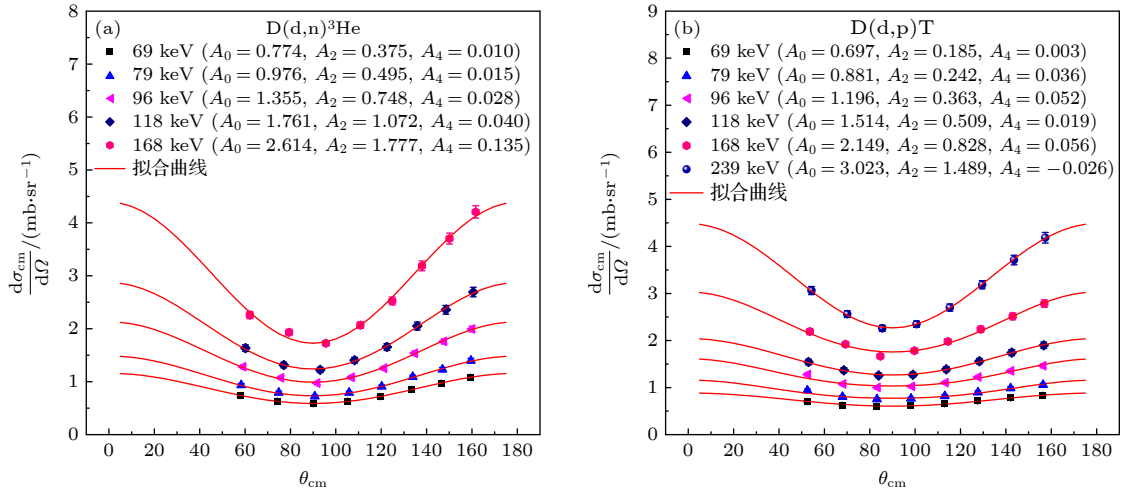 (a) D(d,n)³He
69 keV (A₀ = 0.774, A₂ = 0.375, A₄ = 0.010)
79 keV (A₀ = 0.976, A₂ = 0.495, A₄ = 0.015)
96 keV (A₀ = 1.355, A₂ = 0.748, A₄ = 0.028)
118 keV (A₀ = 1.761, A₂ = 1.072, A₄ = 0.040)
168 keV (A₀ = 2.614, A₂ = 1.777, A₄ = 0.135)
拟合曲线
dσcm/dΩ/(mb·sr⁻¹)
8
7
6
5
4
3
2
1
0
0 20 40 60 80 100 120 140 160 180
θcm
(b) D(d,p)T
69 keV (A₀ = 0.697, A₂ = 0.185, A₄ = 0.003)
79 keV (A₀ = 0.881, A₂ = 0.242, A₄ = 0.036)
96 keV (A₀ = 1.196, A₂ = 0.363, A₄ = 0.052)
118 keV (A₀ = 1.514, A₂ = 0.509, A₄ = 0.019)
168 keV (A₀ = 2.149, A₂ = 0.828, A₄ = 0.056)
239 keV (A₀ = 3.023, A₂ = 1.489, A₄ = −0.026)
拟合曲线
dσcm/dΩ/(mb·sr⁻¹)
9
8
7
6
5
4
3
2
1
0
0 20 40 60 80 100 120 140 160 180
θcm